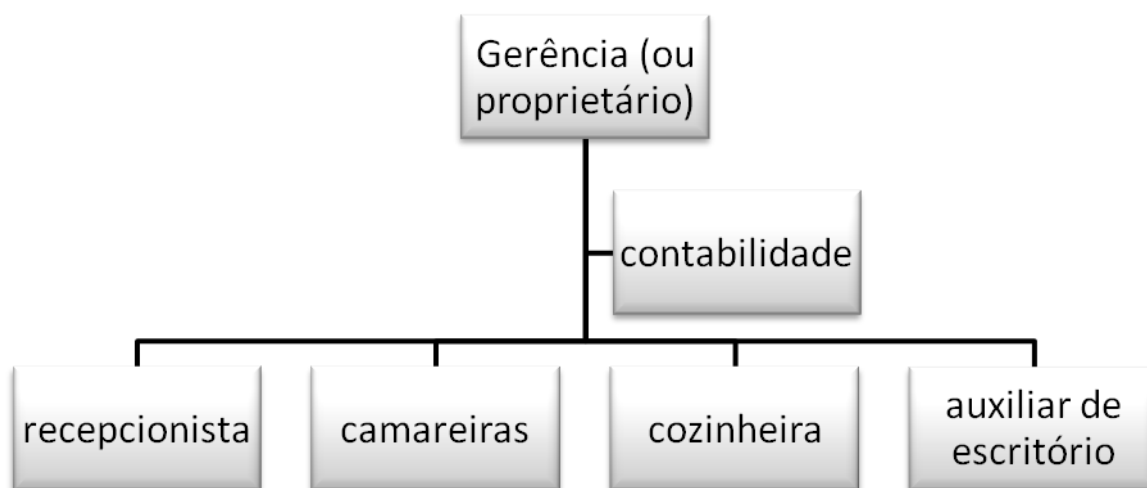 Gerência (ou
proprietário)
contabilidade
recepcionista
camareiras
cozinheira
auxiliar de
escritório